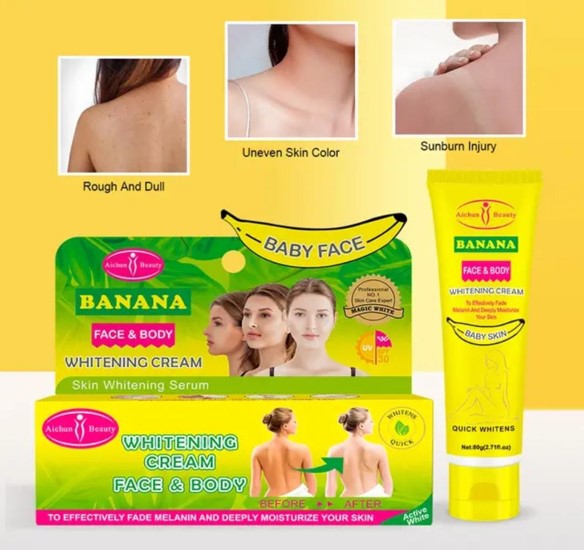 Rough And Dull
Uneven Skin Color
Sunburn Injury
BABY FACE
Aichun Beauty
BANANA
FACE & BODY
WHITENING CREAM
Skin Whitening Serum
Professional
NO.1
Skin Care Expert
MAGIC WHITE
UV
SPF
30
Aichun Beauty
WHITENING
CREAM
FACE & BODY
BEFORE
AFTER
WHITENS
QUICK
Active
White
TO EFFECTIVELY FADE MELANIN AND DEEPLY MOISTURIZE YOUR SKIN
Aichun Beauty
BANANA
FACE & BODY
WHITENING CREAM
To Effectively Fade
Melanin And Deeply Moisturize
Your Skin
BABY SKIN
QUICK WHITENS
Net:80g(2.71fl.oz)